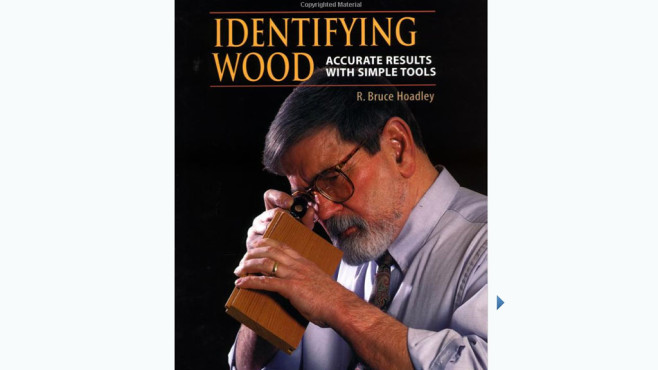 Copyrighted Material
IDENTIFYING
WOOD
ACCURATE RESULTS
WITH SIMPLE TOOLS
R. Bruce Hoadley